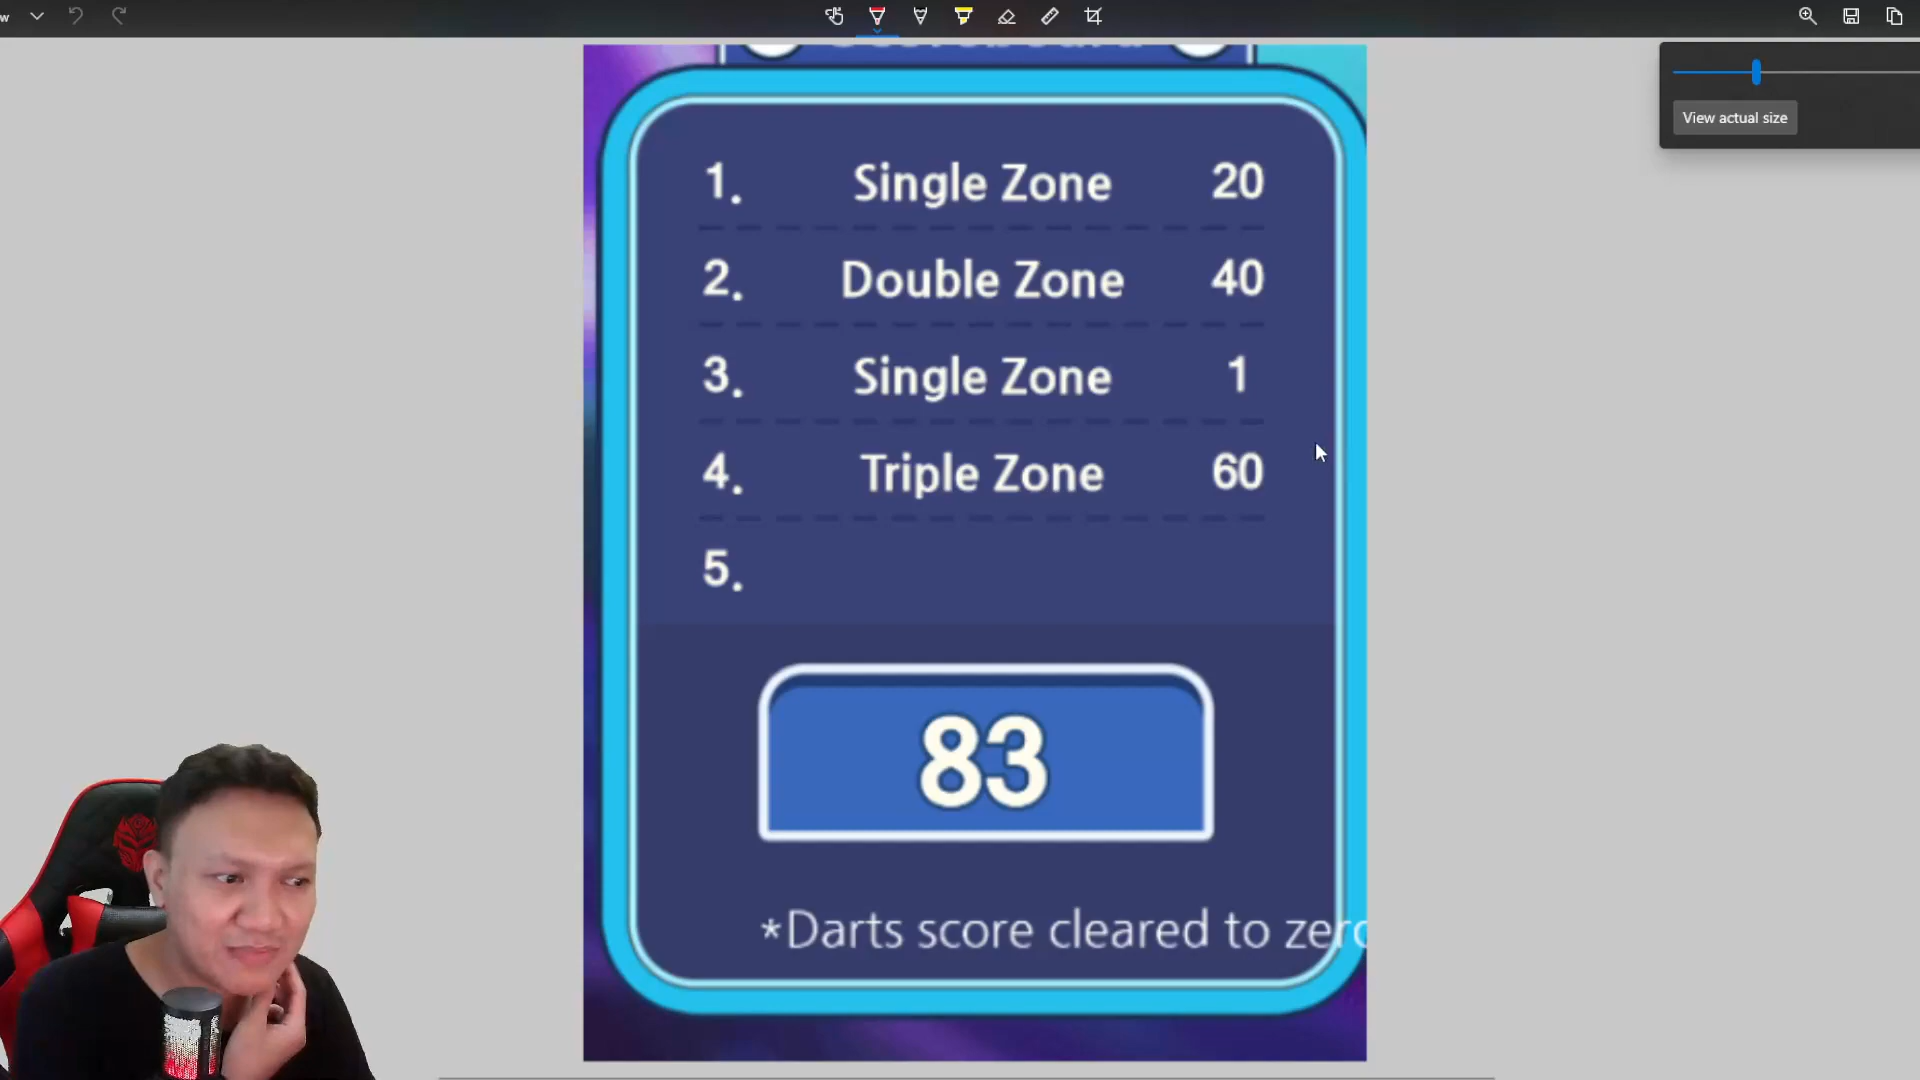 View actual size
1. Single Zone 20
2. Double Zone 40
3. Single Zone 1
4. Triple Zone 60
5.
83
*Darts score cleared to zero